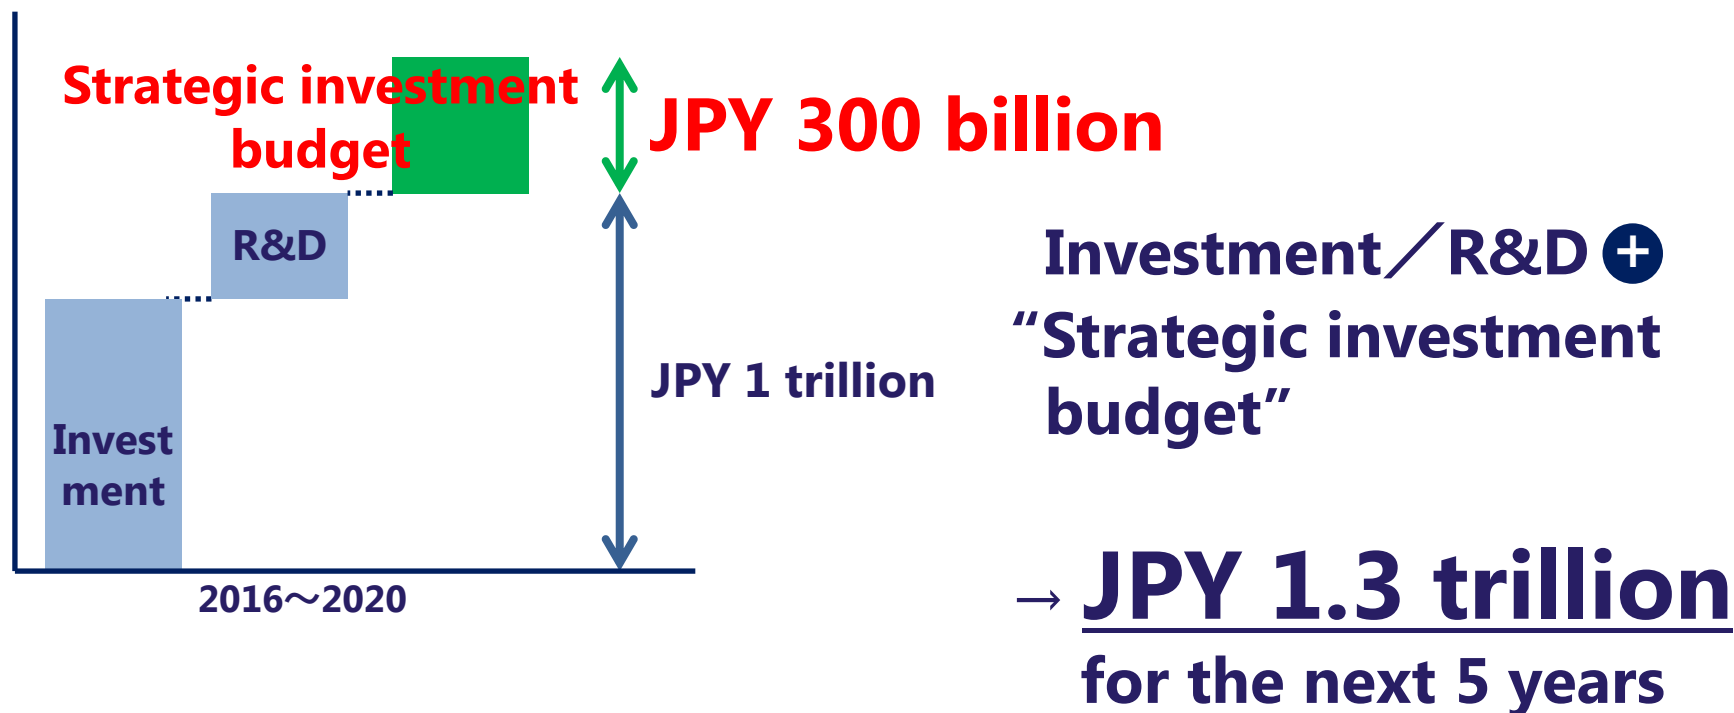 Strategic investment
budget
JPY 300 billion
R&D
Investment／R&D +
“Strategic investment
budget”
JPY 1 trillion
Invest
ment
2016～2020
→ JPY 1.3 trillion
for the next 5 years